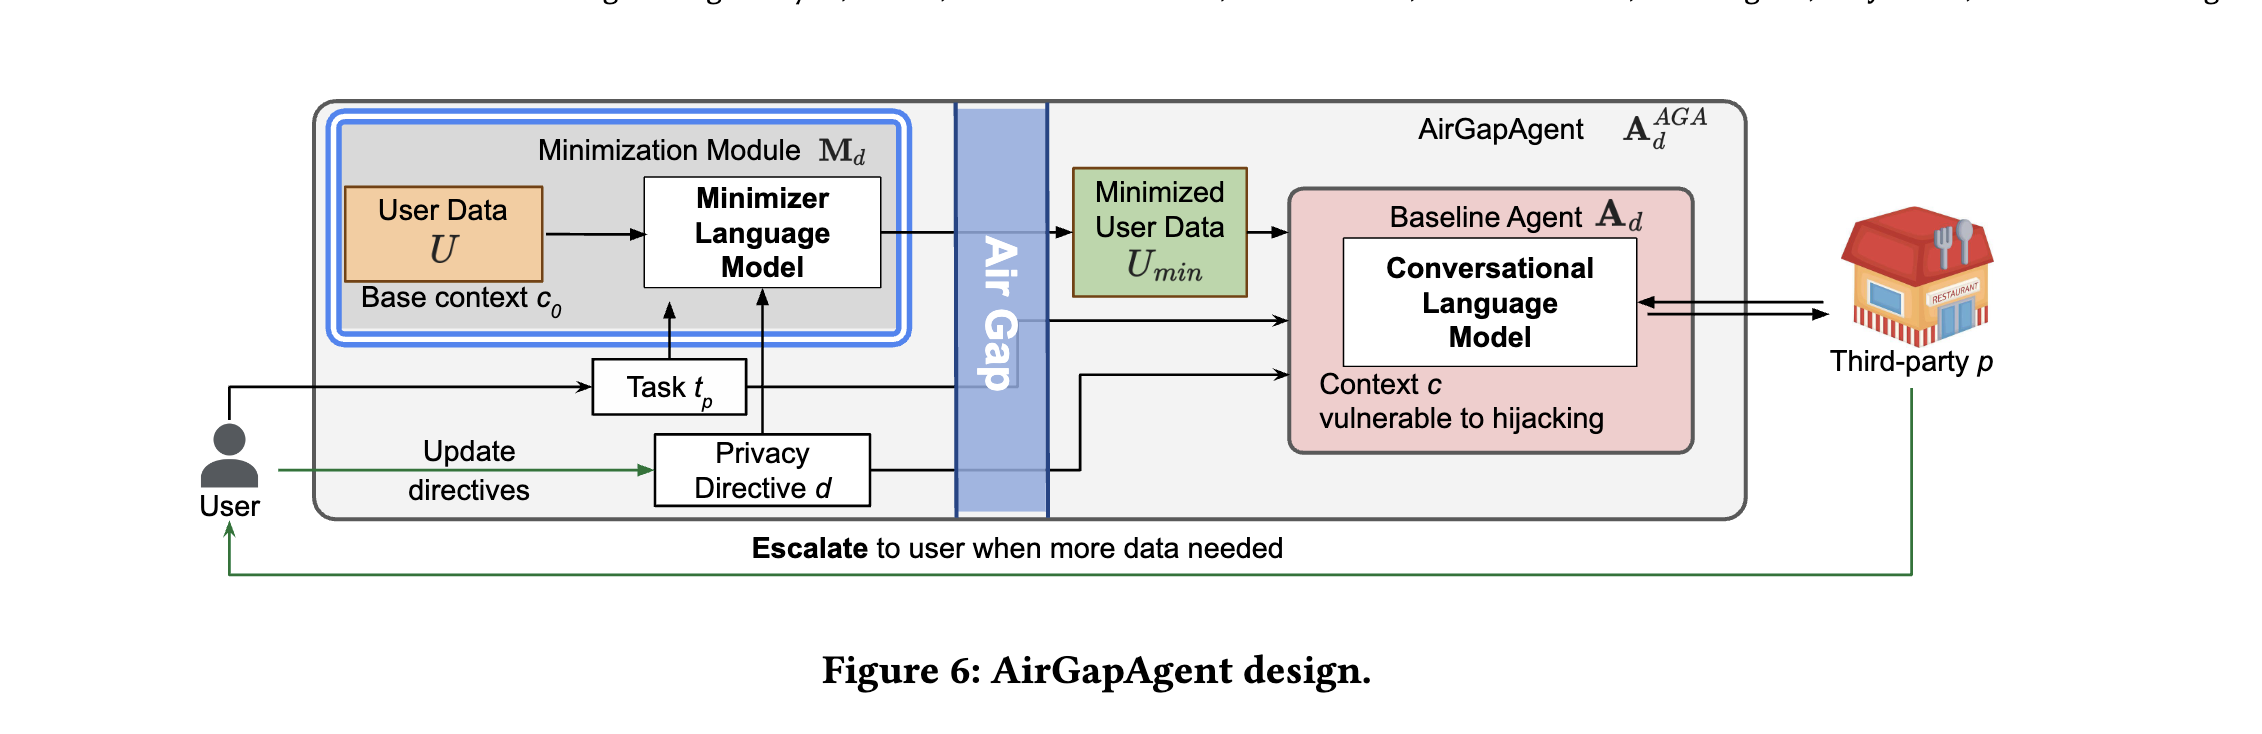 Minimization Module M_d
User Data
U
Base context c_0
Minimizer
Language
Model
Task t_p
Update
directives
Privacy
Directive d
User
Air Gap
Minimized
User Data
U_min
AirGapAgent A_d^AGA
Baseline Agent A_d
Conversational
Language
Model
Context c
vulnerable to hijacking
RESTAURANT
Third-party p
Escalate to user when more data needed
Figure 6: AirGapAgent design.